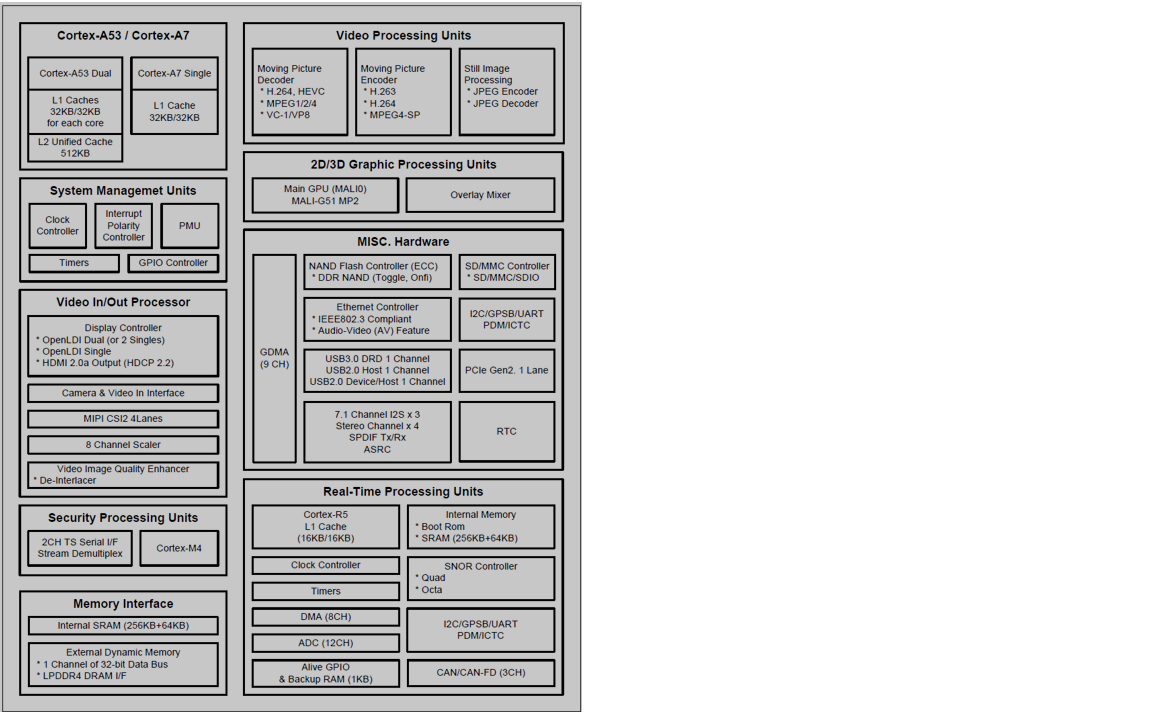 Cortex-A53 / Cortex-A7
Cortex-A53 Dual
L1 Caches
32KB/32KB
for each core
L2 Unified Cache
512KB
Cortex-A7 Single
L1 Cache
32KB/32KB
System Managemet Units
Clock
Controller
Interrupt
Polarity
Controller
PMU
Timers
GPIO Controller
Video In/Out Processor
Display Controller
* OpenLDI Dual (or 2 Singles)
* OpenLDI Single
* HDMI 2.0a Output (HDCP 2.2)
Camera & Video In Interface
MIPI CSI2 4Lanes
8 Channel Scaler
Video Image Quality Enhancer
* De-Interlacer
Security Processing Units
2CH TS Serial I/F
Stream Demultiplex
Cortex-M4
Memory Interface
Internal SRAM (256KB+64KB)
External Dynamic Memory
* 1 Channel of 32-bit Data Bus
* LPDDR4 DRAM I/F
Video Processing Units
Moving Picture
Decoder
* H.264, HEVC
* MPEG1/2/4
* VC-1/VP8
Moving Picture
Encoder
* H.263
* H.264
* MPEG4-SP
Still Image
Processing
* JPEG Encoder
* JPEG Decoder
2D/3D Graphic Processing Units
Main GPU (MALI0)
MALI-G51 MP2
Overlay Mixer
MISC. Hardware
GDMA
(9 CH)
NAND Flash Controller (ECC)
* DDR NAND (Toggle, Onfi)
SD/MMC Controller
* SD/MMC/SDIO
Ethernet Controller
* IEEE802.3 Compliant
* Audio-Video (AV) Feature
I2C/GPSB/UART
PDM/ICTC
USB3.0 DRD 1 Channel
USB2.0 Host 1 Channel
USB2.0 Device/Host 1 Channel
PCIe Gen2. 1 Lane
7.1 Channel I2S x 3
Stereo Channel x 4
SPDIF Tx/Rx
ASRC
RTC
Real-Time Processing Units
Cortex-R5
L1 Cache
(16KB/16KB)
Internal Memory
* Boot Rom
* SRAM (256KB+64KB)
Clock Controller
Timers
SNOR Controller
* Quad
* Octa
DMA (8CH)
ADC (12CH)
I2C/GPSB/UART
PDM/ICTC
Alive GPIO
& Backup RAM (1KB)
CAN/CAN-FD (3CH)